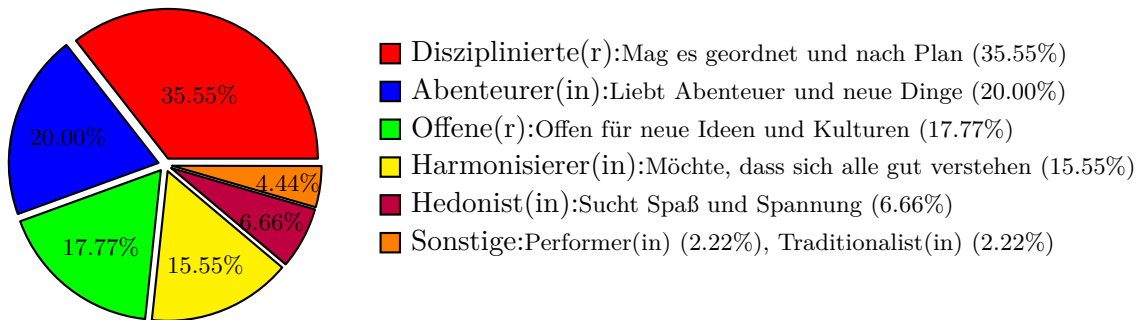 35.55%
20.00%
17.77%
15.55%
6.66%
4.44%
Disziplinierte(r):Mag es geordnet und nach Plan (35.55%)
Abenteurer(in):Liebt Abenteuer und neue Dinge (20.00%)
Offene(r):Offen für neue Ideen und Kulturen (17.77%)
Harmonisierer(in):Möchte, dass sich alle gut verstehen (15.55%)
Hedonist(in):Sucht Spaß und Spannung (6.66%)
Sonstige:Performer(in) (2.22%), Traditionalist(in) (2.22%)